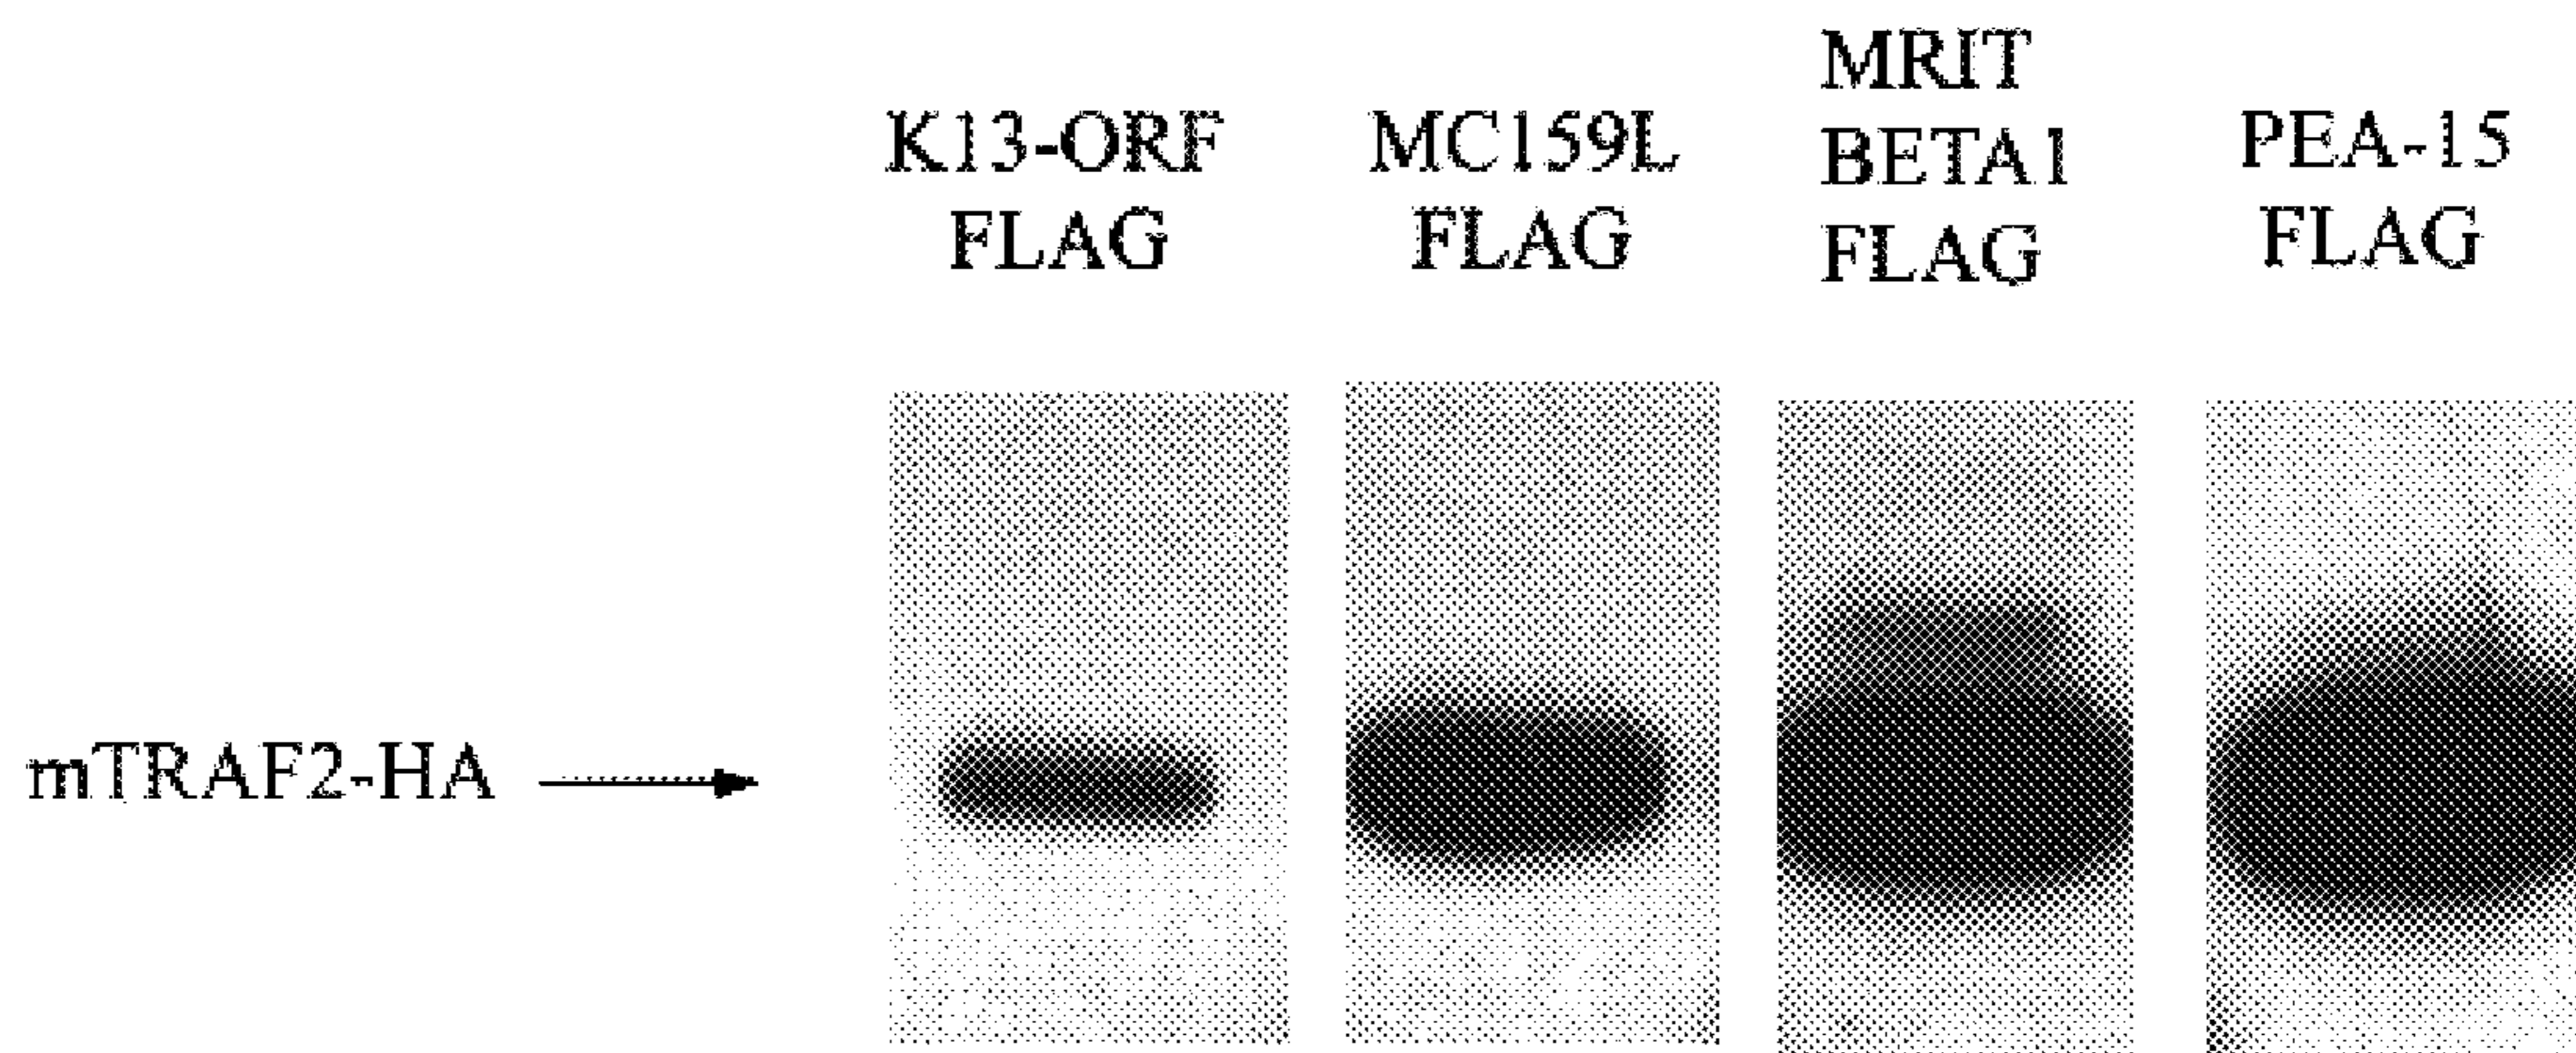 K13-ORF
FLAG
MC159L
FLAG
MRIT
BETA1
FLAG
PEA-15
FLAG
mTRAF2-HA